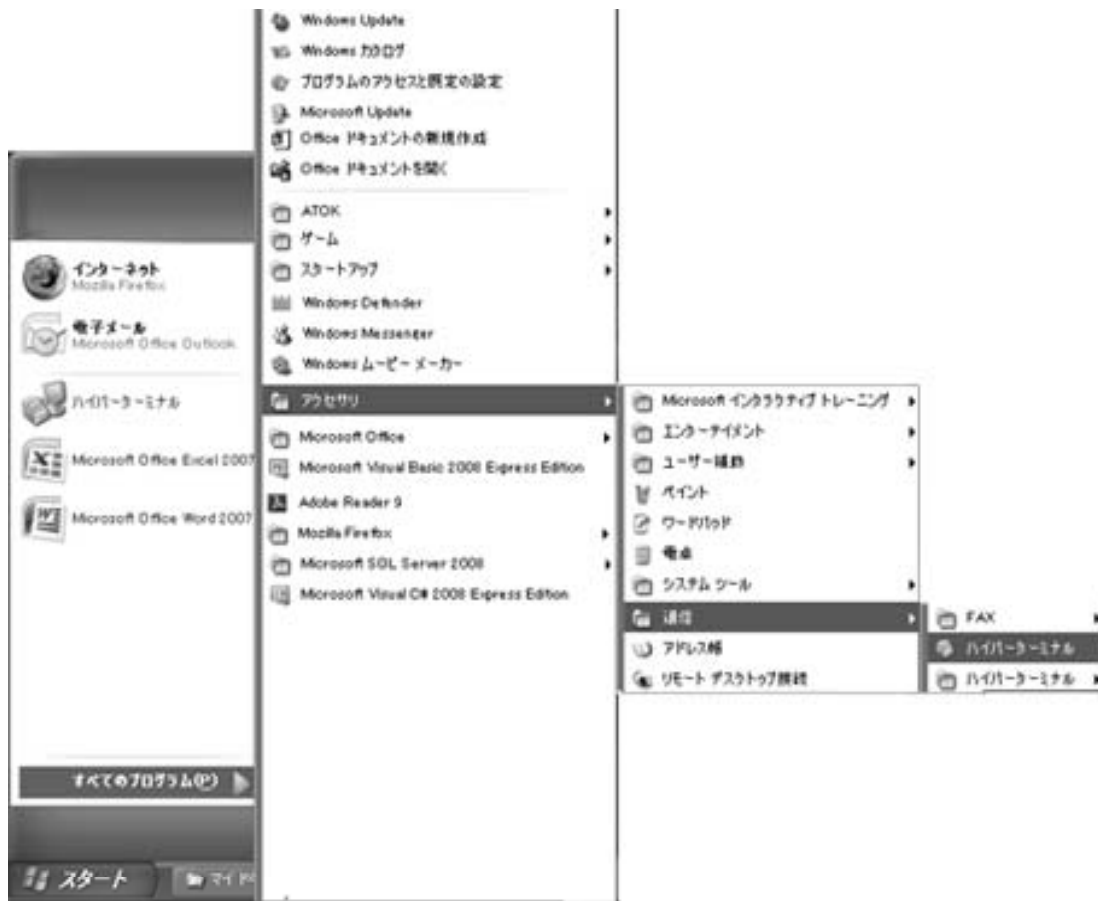 インターネット
Mozilla Firefox
電子メール
Microsoft Office Outlook
ハイパーターミナル
Microsoft Office Excel 2007
Microsoft Office Word 2007
すべてのプログラム(P)
スタート
マイ ド
Windows Update
Windows カタログ
プログラムのアクセスと既定の設定
Microsoft Update
Office ドキュメントの新規作成
Office ドキュメントを開く
ATOK
ゲーム
スタートアップ
Windows Defender
Windows Messenger
Windows ムービー メーカー
アクセサリ
Microsoft Office
Microsoft Visual Basic 2008 Express Edition
Adobe Reader 9
Mozilla Firefox
Microsoft SQL Server 2008
Microsoft Visual C# 2008 Express Edition
Microsoft インタラクティブ トレーニング
エンターテイメント
ユーザー補助
ペイント
ワードパッド
電卓
システム ツール
通信
アドレス帳
リモート デスクトップ接続
FAX
ハイパーターミナル
ハイパーターミナル